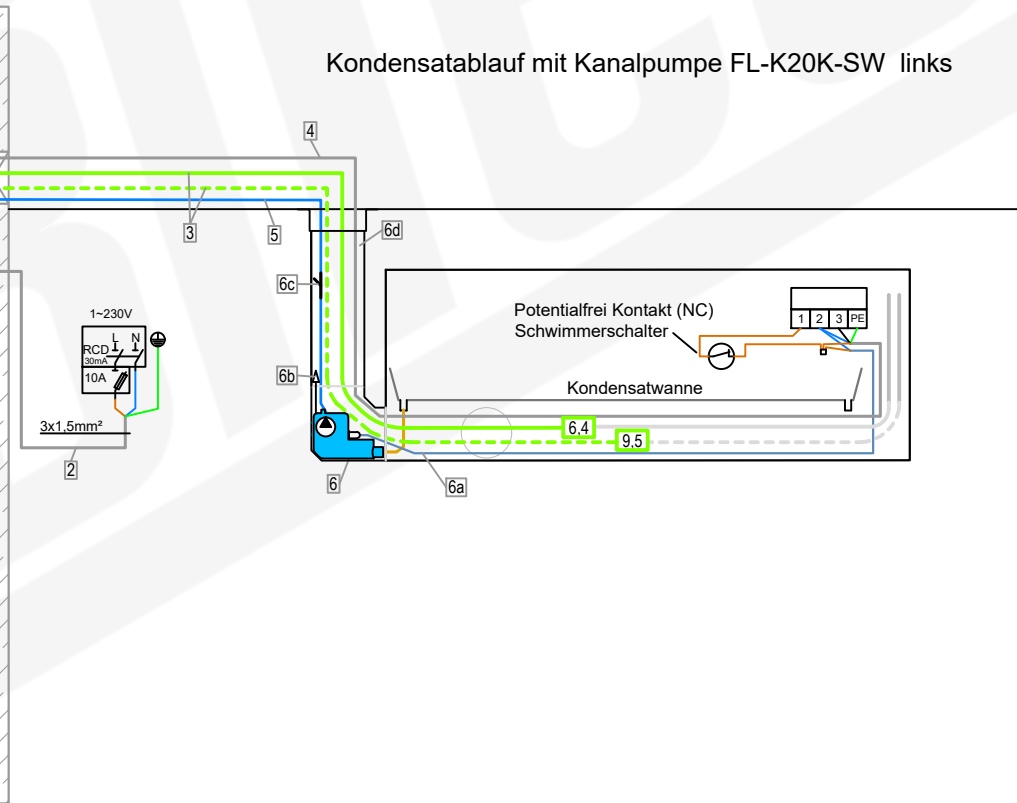 Kondensatablauf mit Kanalpumpe FL-K20K-SW links
4
3
5
6d
6c
1~230V
L N
RCD
30mA
10A
3x1,5mm²
2
Potentialfrei Kontakt (NC)
Schwimmerschalter
1 2 3 PE
6b
Kondensatwanne
6,4
9,5
6
6a